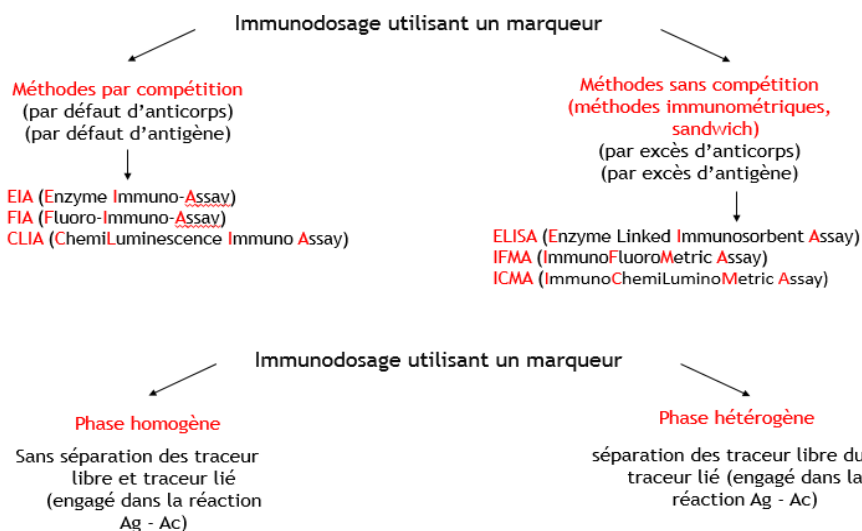 Immunodosage utilisant un marqueur
Méthodes par compétition
(par défaut d'anticorps)
(par défaut d'antigène)
EIA (Enzyme Immuno-Assay)
FIA (Fluoro-Immuno-Assay)
CLIA (ChemiLuminescence Immuno Assay)
Méthodes sans compétition
(méthodes immunométriques,
sandwich)
(par excès d'anticorps)
(par excès d'antigène)
ELISA (Enzyme Linked Immunosorbent Assay)
IFMA (ImmunoFluoroMetric Assay)
ICMA (ImmunoChemiLuminoMetric Assay)
Immunodosage utilisant un marqueur
Phase homogène
Sans séparation des traceur
libre et traceur lié
(engagé dans la réaction
Ag - Ac)
Phase hétérogène
séparation des traceur libre du
traceur lié (engagé dans la
réaction Ag - Ac)